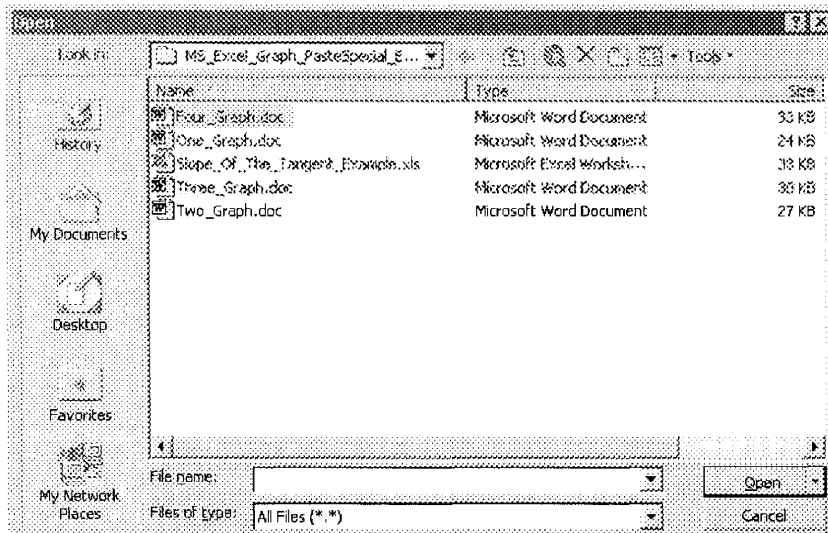 Open
Look in: MS_Excel_Graph_PasteSpecial_E... Tools
Name Type Size
Four_Graph.doc Microsoft Word Document 33 KB
One_Graph.doc Microsoft Word Document 24 KB
Slope_Of_The_Tangent_Example.xls Microsoft Excel Worksh...
Three_Graph.doc Microsoft Word Document 30 KB
Two_Graph.doc Microsoft Word Document 27 KB
History
My Documents
Desktop
Favorites
My Network
Places
File name: Open
Files of type: All Files (*.*) Cancel